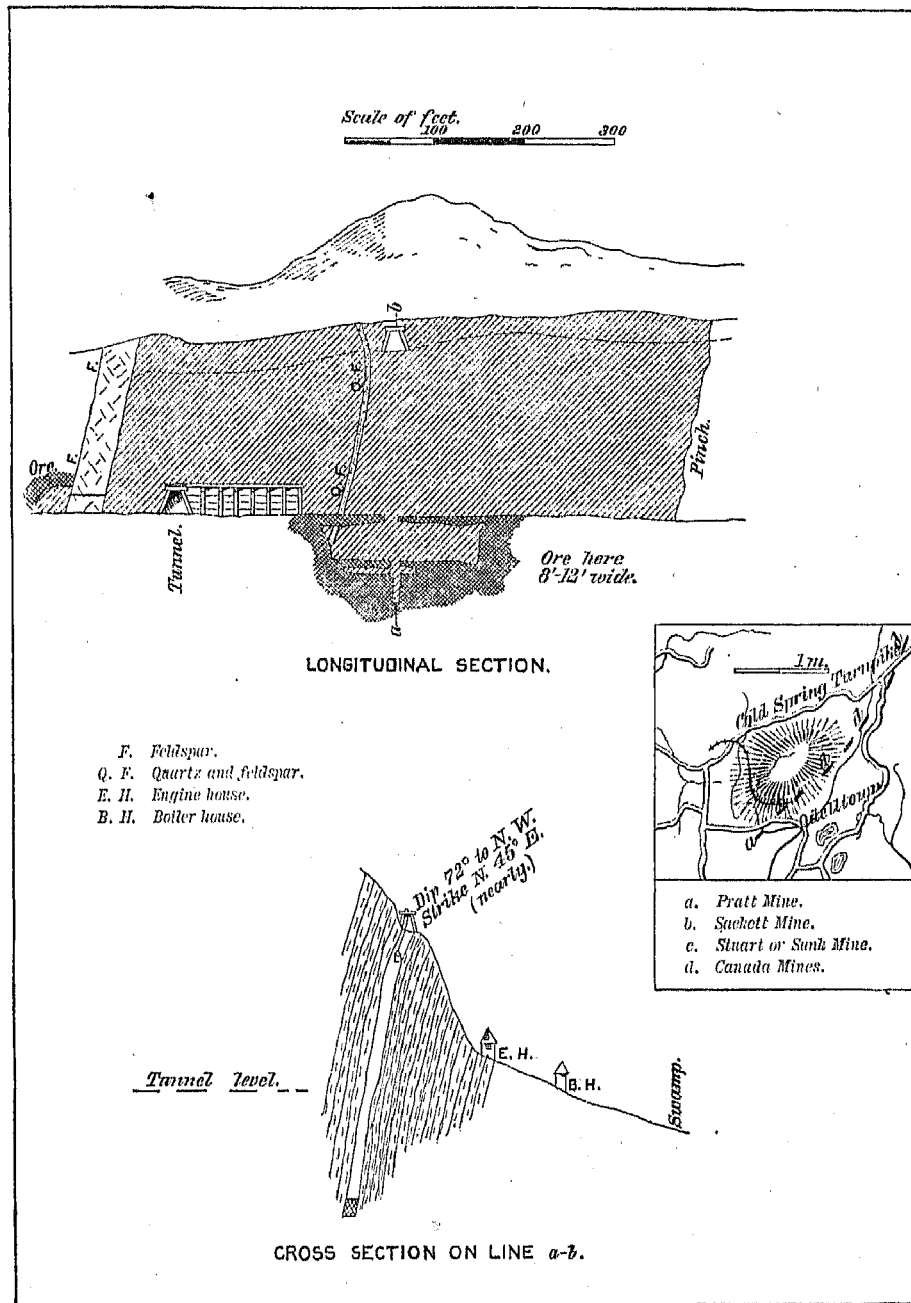 Scale of feet.
100 200 300
b
F.
Q. F.
Ore.
F.
Q. F.
Pinch.
Tunnel.
Ore here
8'-12' wide.
a
LONGITUDINAL SECTION.
1 m.
Cold Spring Turnpike
Odelltown
a
F. Feldspar.
Q. F. Quartz and feldspar.
E. H. Engine house.
B. H. Boiler house.
Dip 72° to N. W.
Strike N. 45° E.
(nearly.)
a. Pratt Mine.
b. Sackett Mine.
c. Stuart or Sunk Mine.
d. Canada Mines.
E. H.
B. H.
Tunnel level.
Swamp.
CROSS SECTION ON LINE a-b.